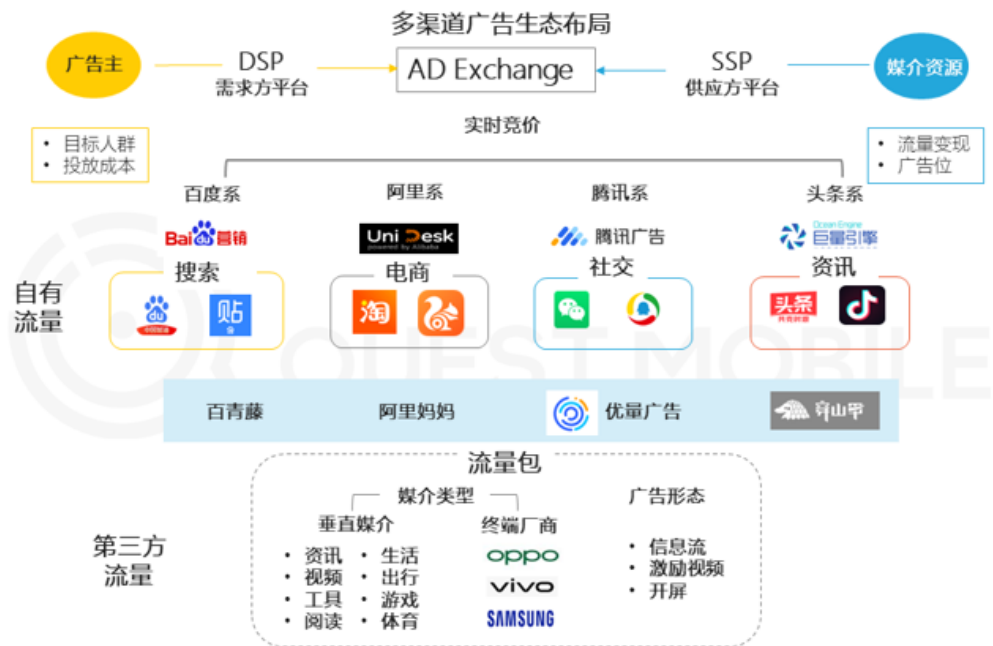 多渠道广告生态布局
广告主
DSP
需求方平台
AD Exchange
SSP
供应方平台
媒介资源
实时竞价
• 目标人群
• 投放成本
• 流量变现
• 广告位
百度系
阿里系
腾讯系
头条系
Bai du 营销
Uni Desk
powered by Alibaba
腾讯广告
Ocean Engine
巨量引擎
自有
流量
搜索
电商
社交
资讯
du
贴
吧
淘
头条
QUEST MOBILE
百青藤
阿里妈妈
优量广告
穿山甲
流量包
媒介类型
广告形态
垂直媒介
终端厂商
第三方
流量
• 资讯 • 生活
• 视频 • 出行
• 工具 • 游戏
• 阅读 • 体育
oppo
vivo
SAMSUNG
• 信息流
• 激励视频
• 开屏